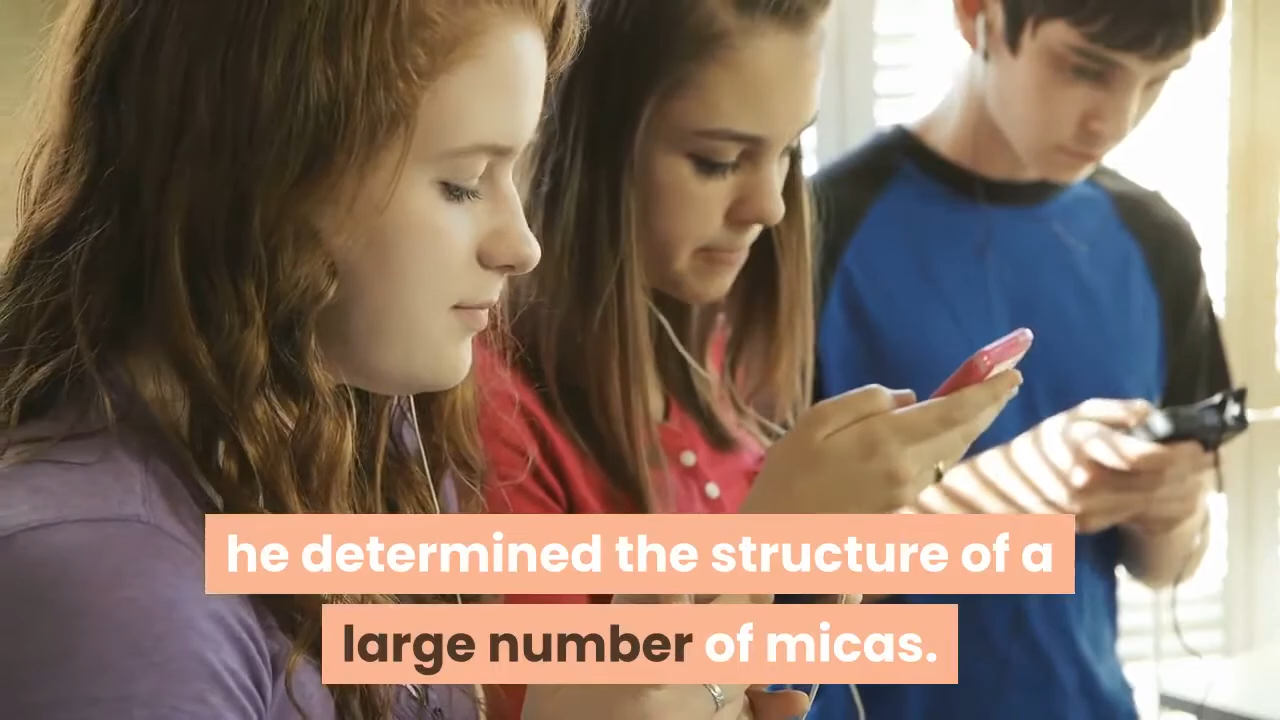 he determined the structure of a
large number of micas.